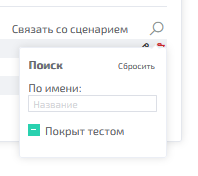 Связать со сценарием
Поиск Сбросить
По имени:
Название
Покрыт тестом